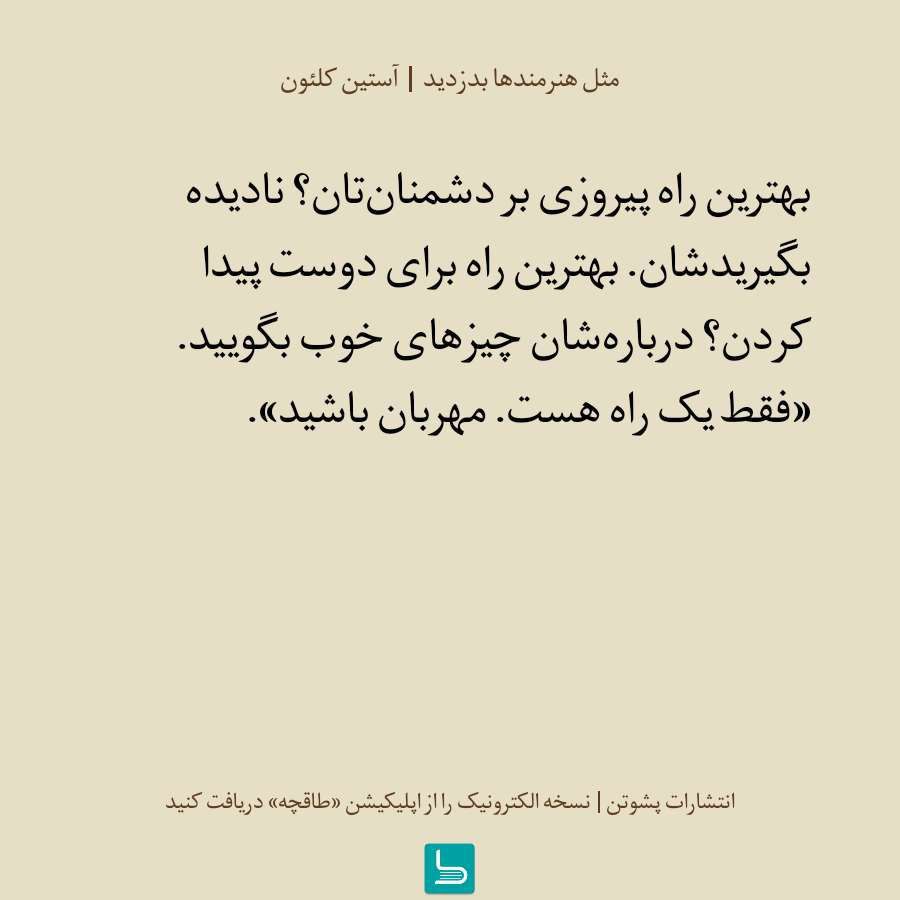 مثل هنرمندها بدزدید | آستین کلئون
بهترین راه پیروزی بر دشمنان‌تان؟ نادیده
بگیریدشان. بهترین راه برای دوست پیدا
کردن؟ درباره‌شان چیزهای خوب بگویید.
«فقط یک راه هست. مهربان باشید».
انتشارات پشوتن | نسخه الکترونیک را از اپلیکیشن «طاقچه» دریافت کنید